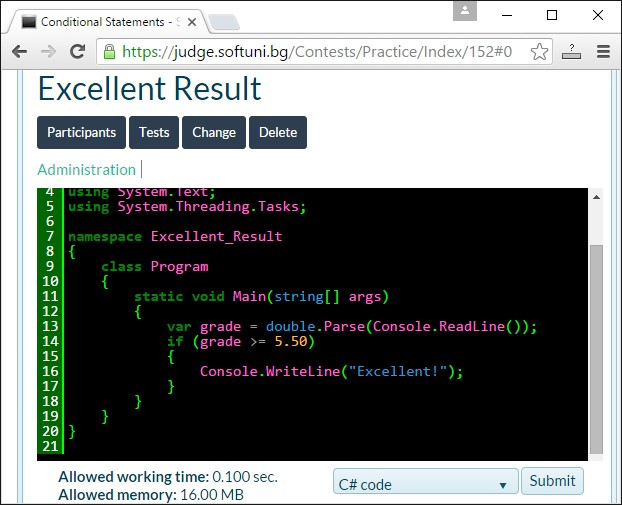 Conditional Statements - S
https://judge.softuni.bg/Contests/Practice/Index/152#0
?
Excellent Result
Participants Tests Change Delete
Administration
4 using System.Text;
5 using System.Threading.Tasks;
6
7 namespace Excellent_Result
8 {
9 class Program
10 {
11 static void Main(string[] args)
12 {
13 var grade = double.Parse(Console.ReadLine());
14 if (grade >= 5.50)
15 {
16 Console.WriteLine("Excellent!");
17 }
18 }
19 }
20 }
21
Allowed working time: 0.100 sec.
Allowed memory: 16.00 MB
C# code
Submit